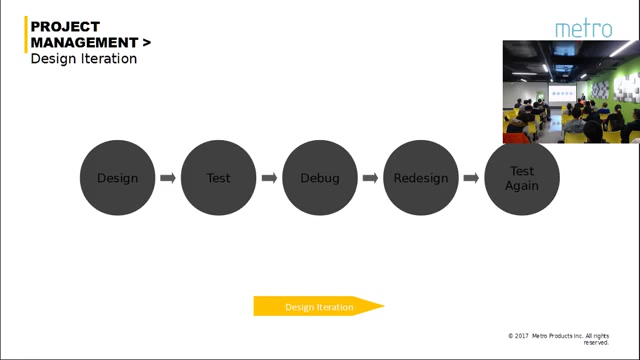 PROJECT
MANAGEMENT >
Design Iteration
metro
Design
Test
Debug
Redesign
Test
Again
Design Iteration
© 2017 Metro Products Inc. All rights
reserved.